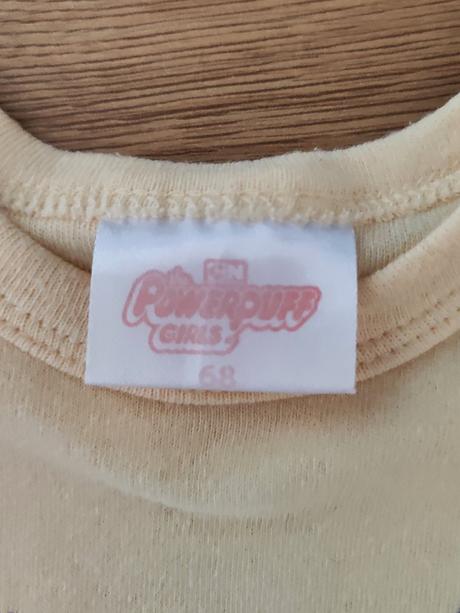 CN
the
POWERPUFF
GIRLS
68